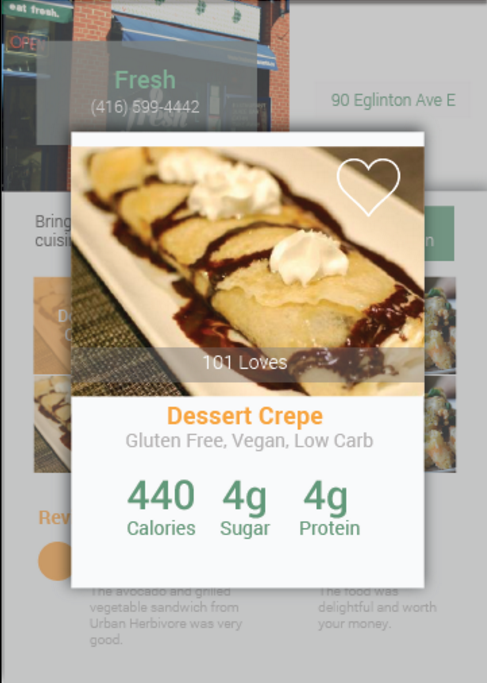 eat fresh.
OPEN
Fresh
(416) 599-4442
fresh
90 Eglinton Ave E
Bring
cuisi
n
101 Loves
Dessert Crepe
Gluten Free, Vegan, Low Carb
440 4g 4g
Calories Sugar Protein
Rev
The avocado and grilled
vegetable sandwich from
Urban Herbivore was very
good.
The food was
delightful and worth
your money.